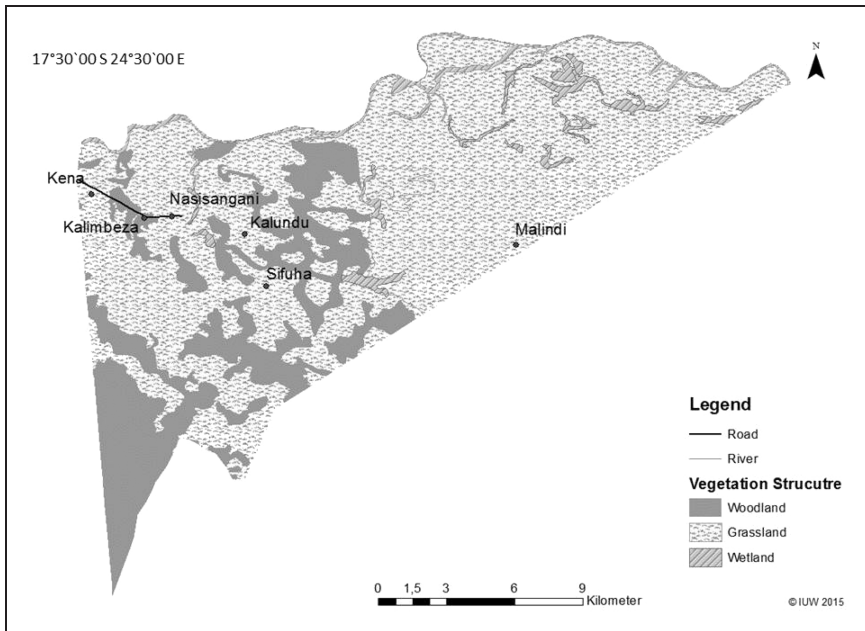 17°30`00 S 24°30`00 E
N
Kena
Nasisangani
Kalimbeza
Kalundu
Malindi
Sifuha
Legend
Road
River
Vegetation Strucutre
Woodland
Grassland
Wetland
0 1,5 3 6 9
Kilometer
© IUW 2015